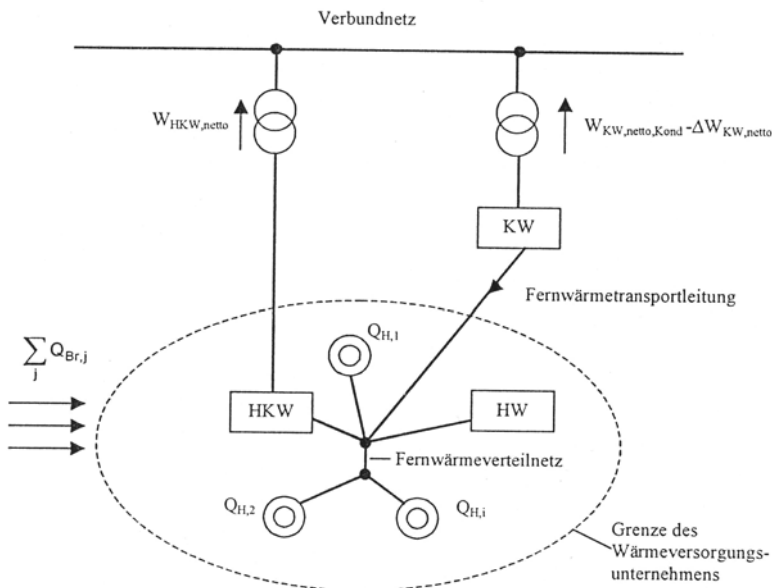 Verbundnetz
W_HKW,netto
W_KW,netto,Kond -ΔW_KW,netto
KW
Fernwärmetransportleitung
Q_H,1
∑ Q_Br,j
j
HKW
HW
Fernwärmeverteilnetz
Q_H,2
Q_H,i
Grenze des
Wärmeversorgungs-
unternehmens